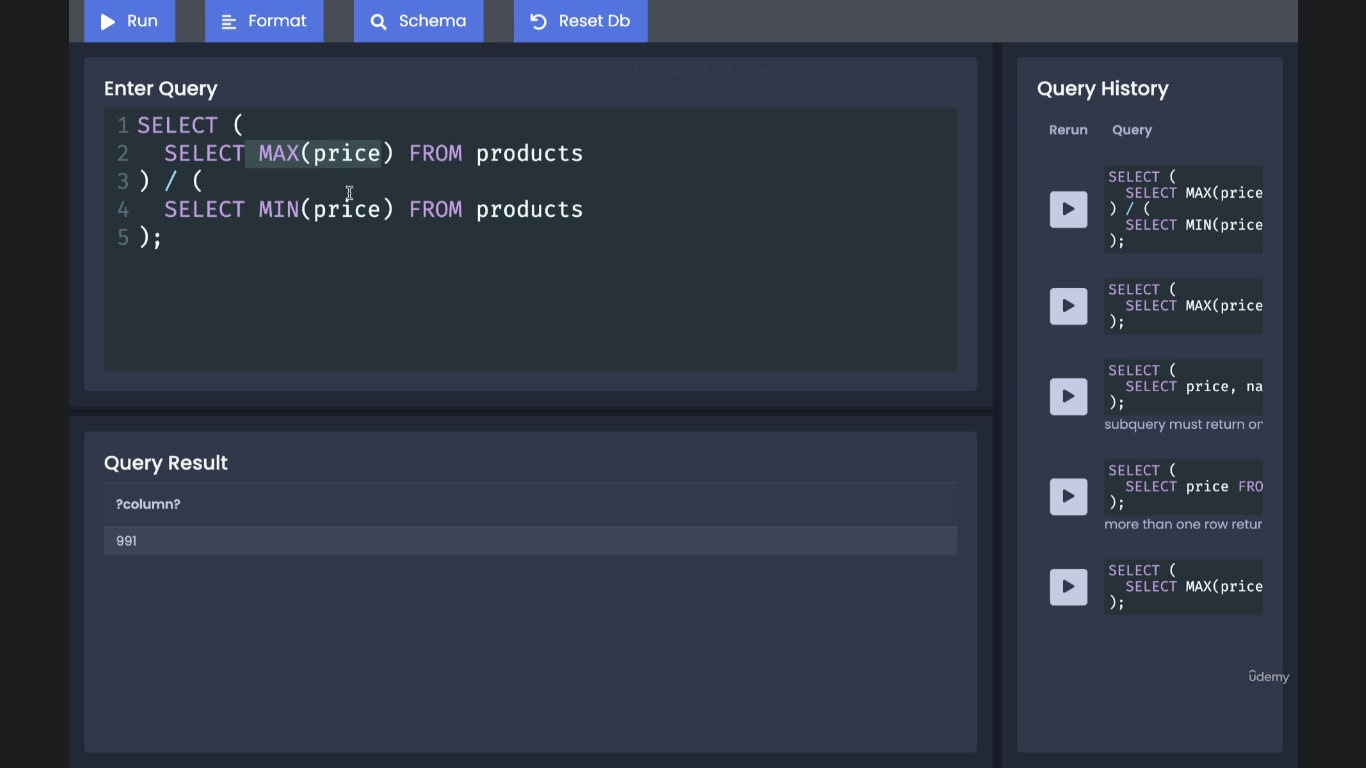 Run
Format
Schema
Reset Db
Enter Query
1 SELECT (
2   SELECT MAX(price) FROM products
3 ) / (
4   SELECT MIN(price) FROM products
5 );
Query Result
?column?
991
Query History
Rerun Query
SELECT (
  SELECT MAX(price
) / (
  SELECT MIN(price
);
SELECT (
  SELECT MAX(price
);
SELECT (
  SELECT price, na
);
subquery must return on
SELECT (
  SELECT price FRO
);
more than one row retur
SELECT (
  SELECT MAX(price
);
ûdemy